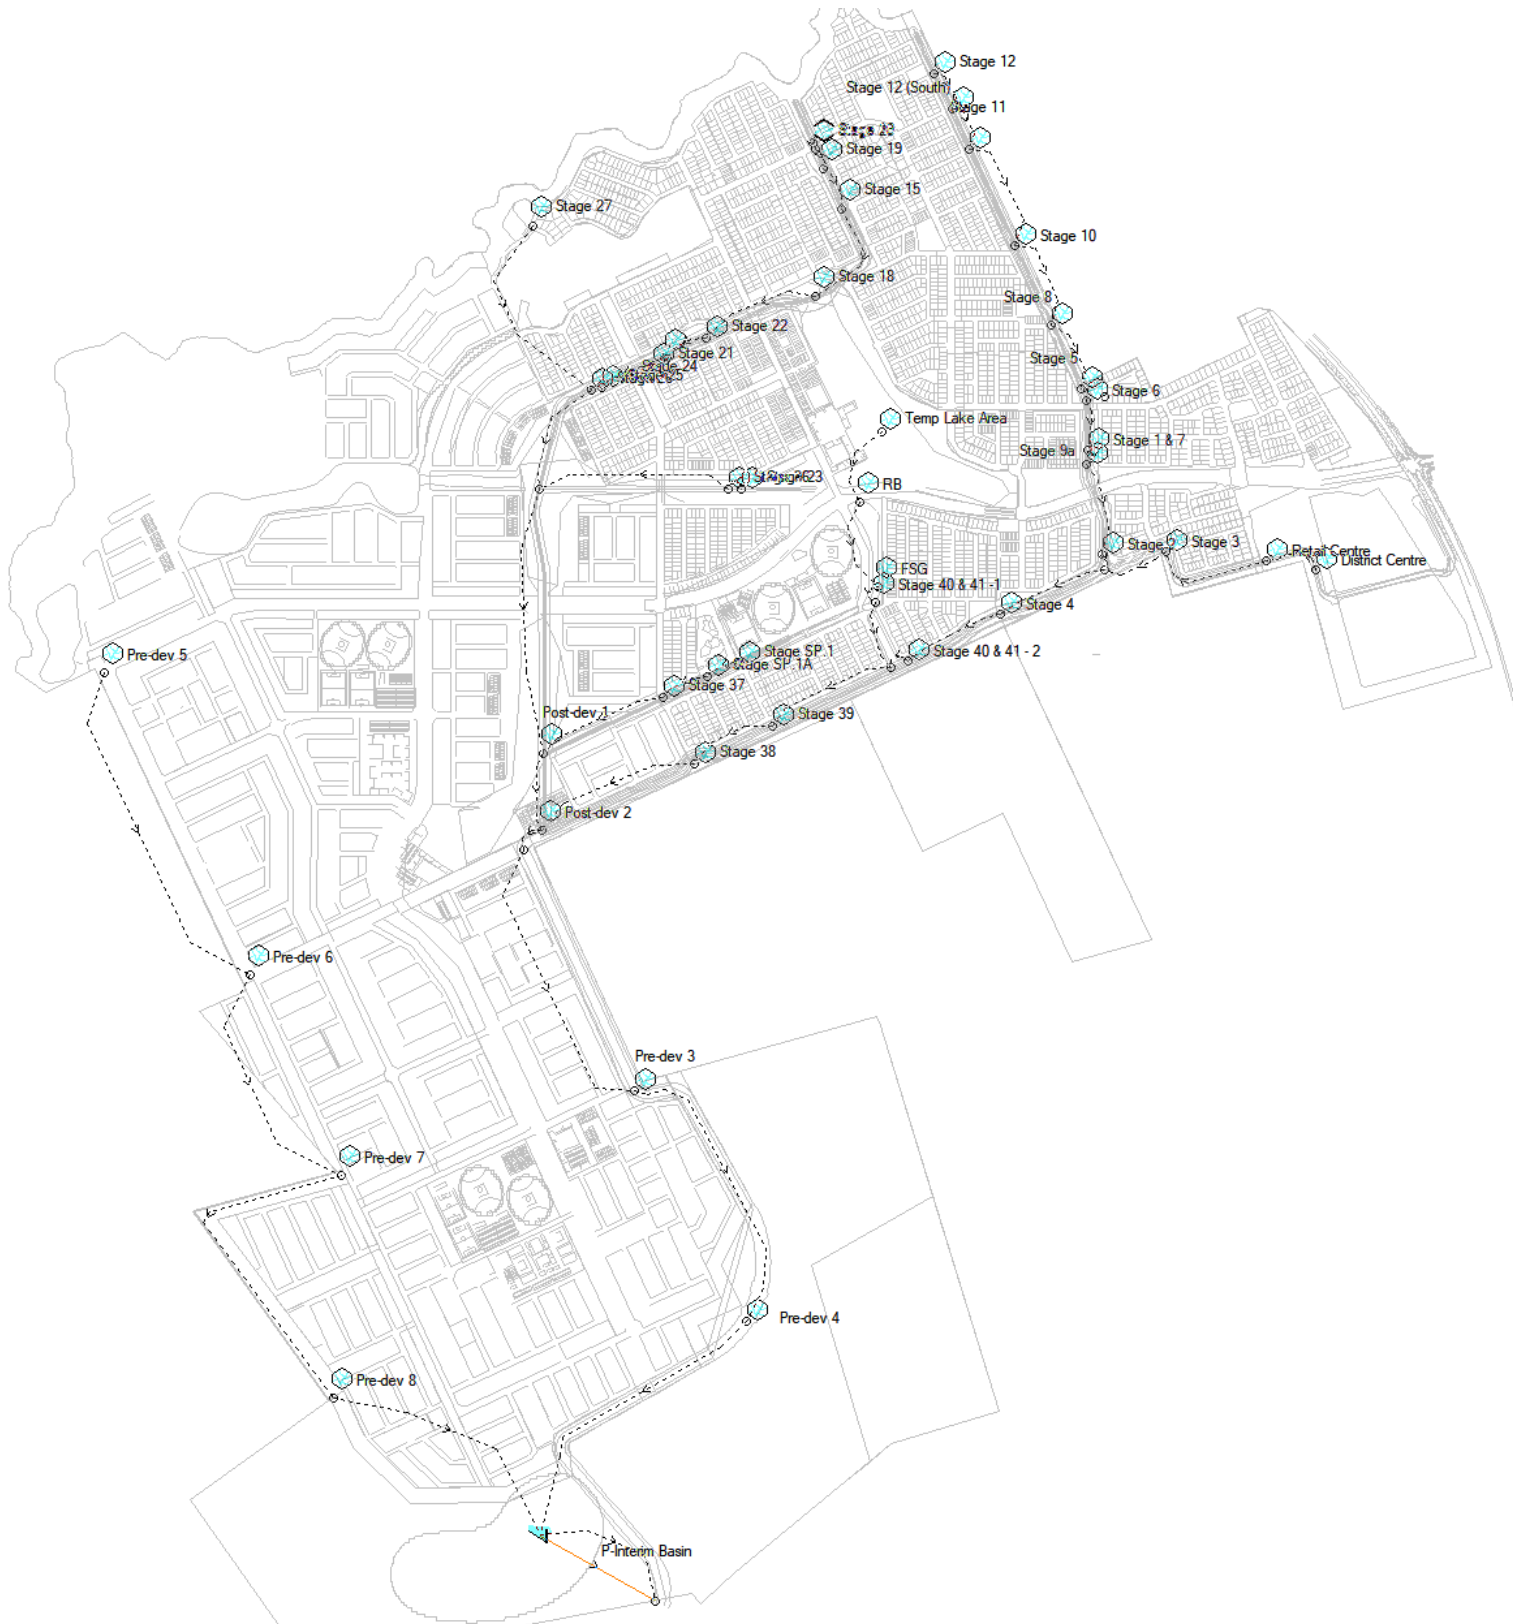 Stage 12
Stage 12 (South)
Stage 11
Stage 19
Stage 15
Stage 27
Stage 10
Stage 18
Stage 8
Stage 22
Stage 21
Stage 24
Stage 5
Stage 6
Temp Lake Area
Stage 1 & 7
Stage 9a
RB
Stage 3
Retail Centre
District Centre
FSG
Stage 40 & 41 -1
Stage 4
Stage 40 & 41 - 2
Stage SP.1
Stage SP.1A
Pre-dev 5
Stage 37
Post-dev 1
Stage 39
Stage 38
Post-dev 2
Pre-dev 6
Pre-dev 3
Pre-dev 7
Pre-dev 4
Pre-dev 8
P-Interim Basin